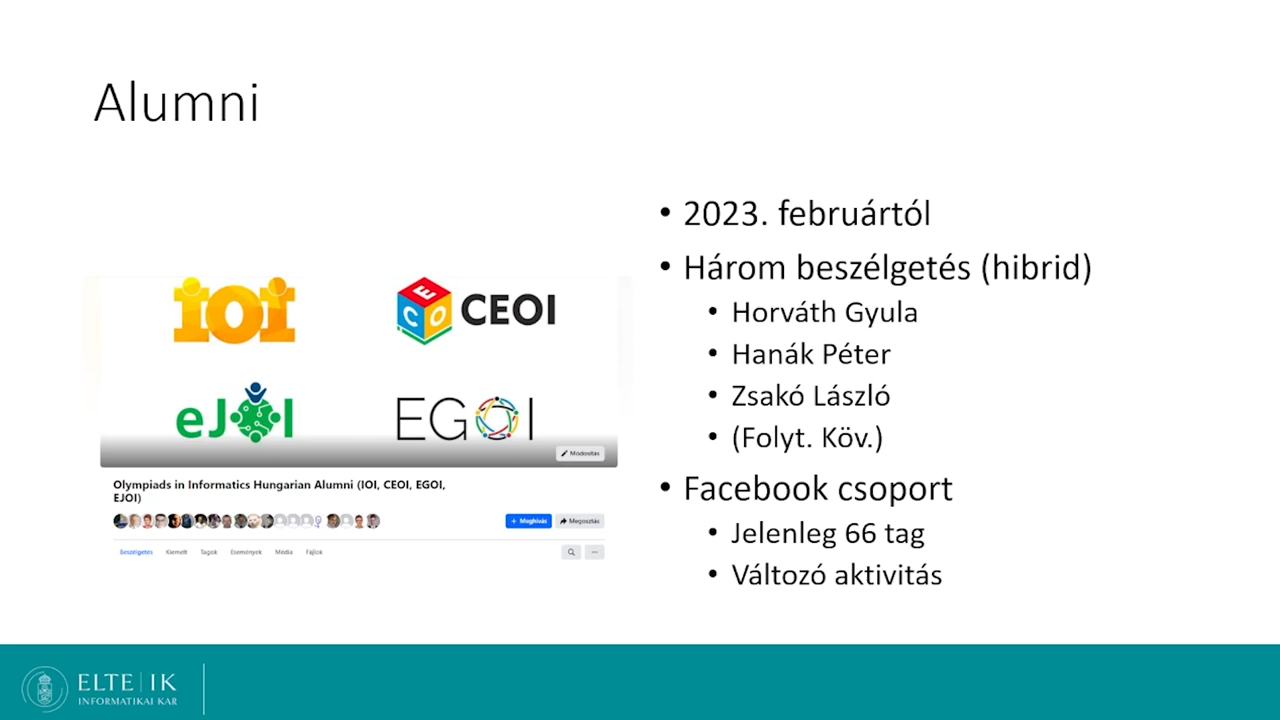 Alumni
ioi
CEO CEOI
eJOI
EGOI
Módosítás
Olympiads in Informatics Hungarian Alumni (IOI, CEOI, EGOI,
EJOI)
+ Meghívás
Megosztás
Beszélgetés Kiemelt Tagok Események Média Fájlok
• 2023. februártól
• Három beszélgetés (hibrid)
• Horváth Gyula
• Hanák Péter
• Zsakó László
• (Folyt. Köv.)
• Facebook csoport
• Jelenleg 66 tag
• Változó aktivitás
ELTE | IK
INFORMATIKAI KAR